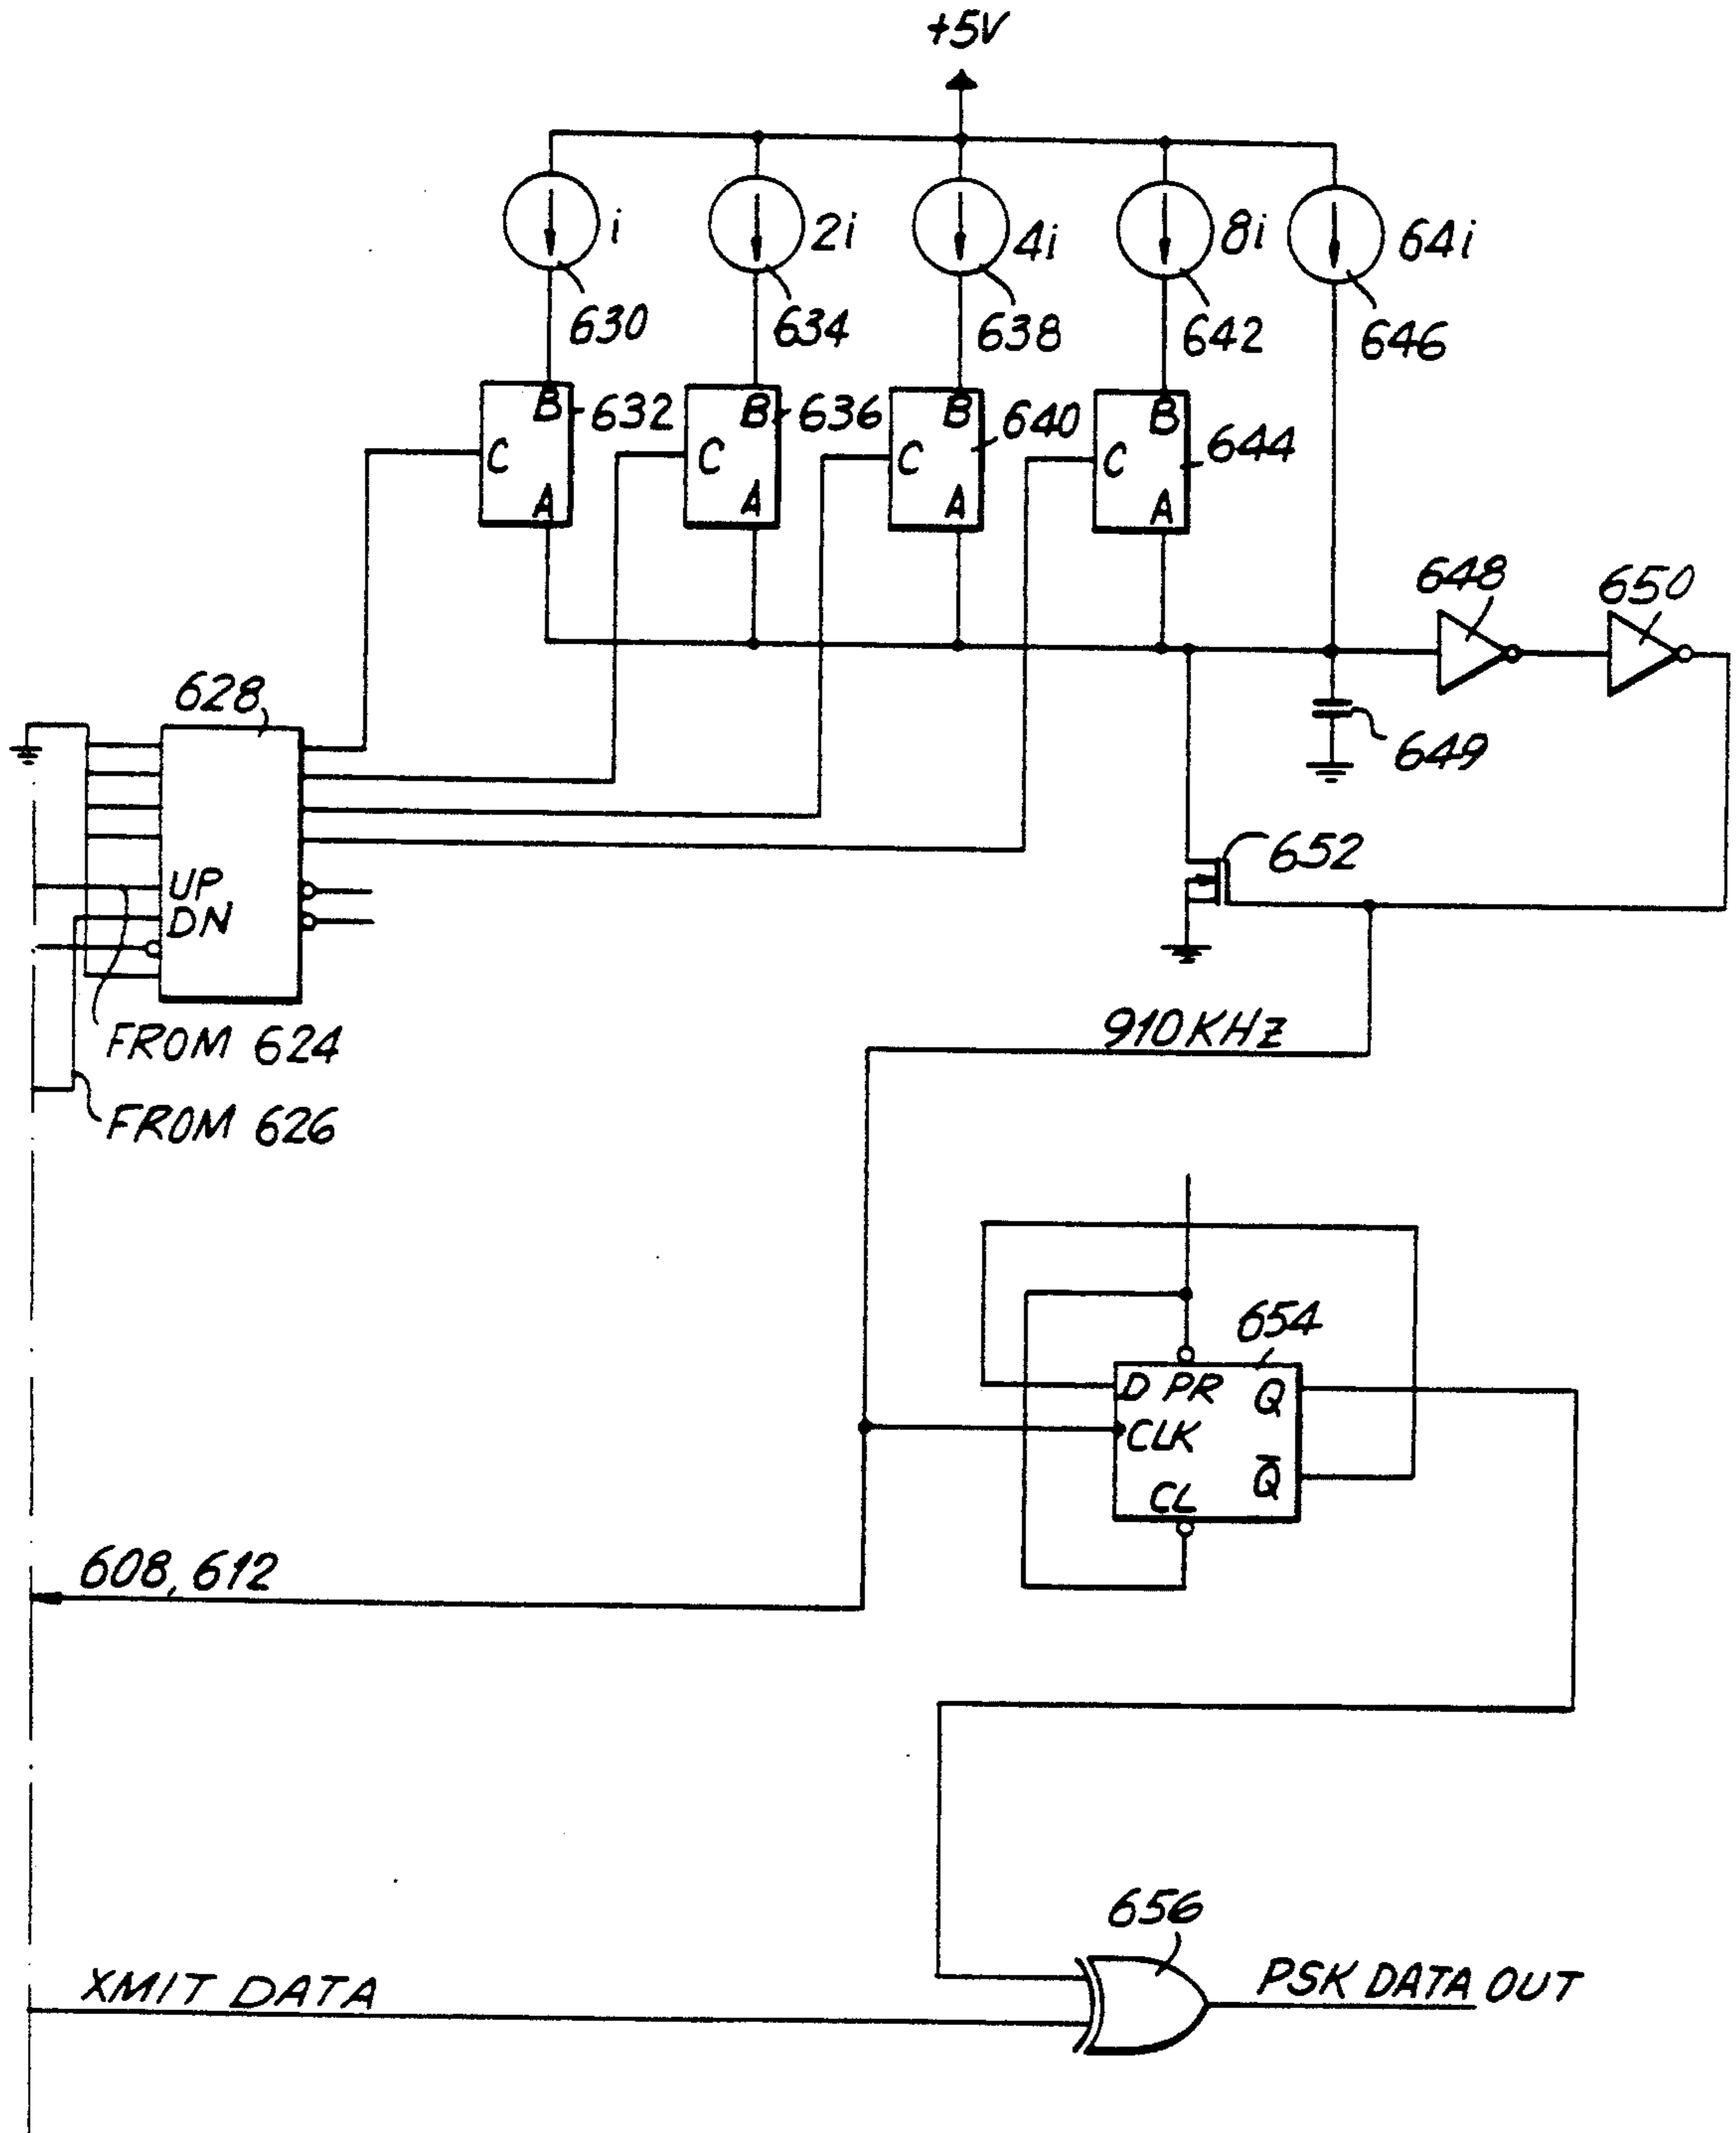 +5V
i
2i
4i
8i
64i
630
634
638
642
646
B
632
B
636
B
640
B
644
C
C
C
C
A
A
A
A
648
650
628
649
652
UP
DN
910KHZ
FROM 624
FROM 626
654
D PR Q
CLK
CL Q̅
608, 612
656
XMIT DATA
PSK DATA OUT